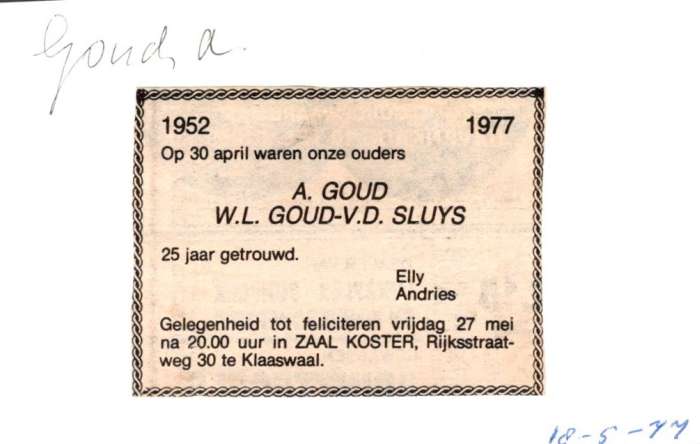 Goud, a.
1952 1977
Op 30 april waren onze ouders
A. GOUD
W.L. GOUD-V.D. SLUYS
25 jaar getrouwd.
Elly
Andries
Gelegenheid tot feliciteren vrijdag 27 mei
na 20.00 uur in ZAAL KOSTER, Rijksstraat-
weg 30 te Klaaswaal.
18-5-77